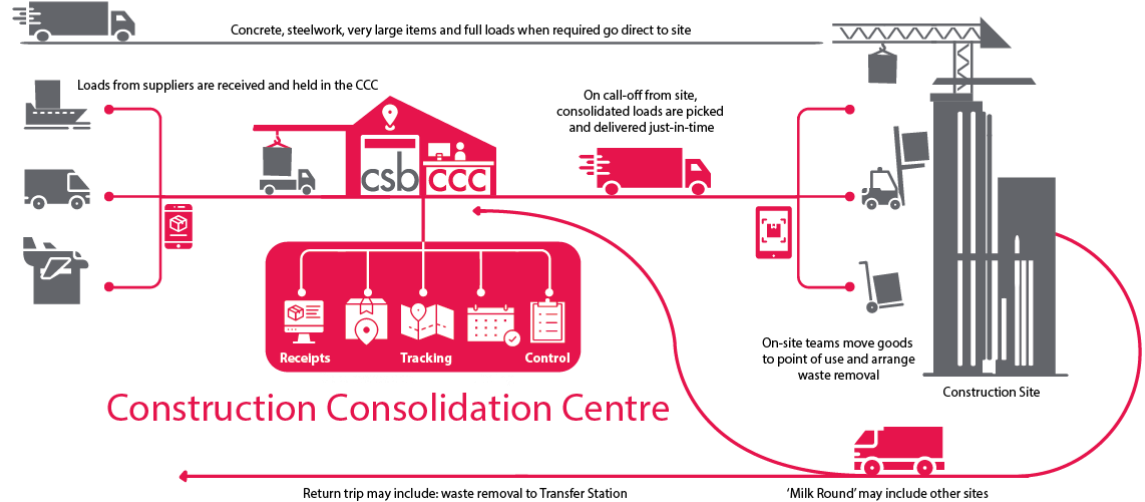 Concrete, steelwork, very large items and full loads when required go direct to site
Loads from suppliers are received and held in the CCC
On call-off from site,
consolidated loads are picked
and delivered just-in-time
csb ccc
Receipts
Tracking
Control
On-site teams move goods
to point of use and arrange
waste removal
Construction Site
Construction Consolidation Centre
Return trip may include: waste removal to Transfer Station
‘Milk Round’ may include other sites